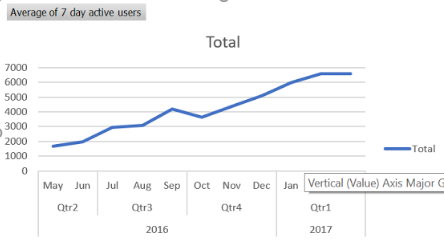 Average of 7 day active users
Total
7000
6000
5000
4000
3000
2000
1000
0
Total
May Jun Jul Aug Sep Oct Nov Dec Jan
Vertical (Value) Axis Major G
Qtr2 Qtr3 Qtr4 Qtr1
2016 2017